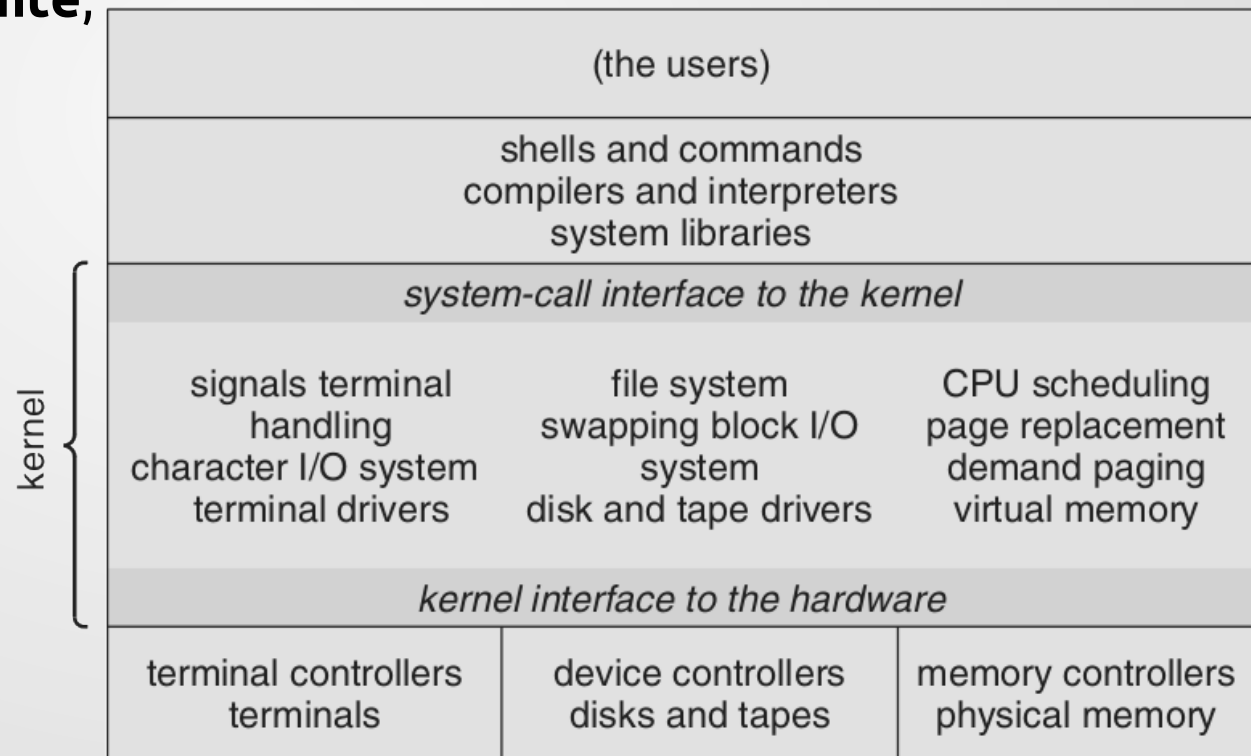 (the users)
shells and commands
compilers and interpreters
system libraries
system-call interface to the kernel
kernel
signals terminal
handling
character I/O system
terminal drivers
file system
swapping block I/O
system
disk and tape drivers
CPU scheduling
page replacement
demand paging
virtual memory
kernel interface to the hardware
terminal controllers
terminals
device controllers
disks and tapes
memory controllers
physical memory